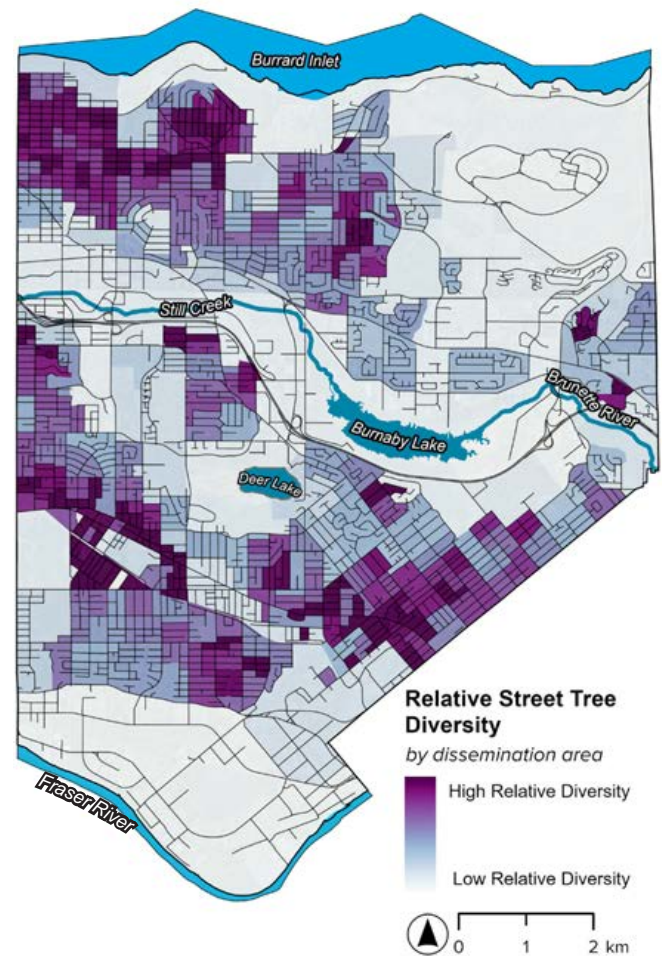 Burrard Inlet
Still Creek
Brunette River
Burnaby Lake
Deer Lake
Fraser River
Relative Street Tree
Diversity
by dissemination area
High Relative Diversity
Low Relative Diversity
0 1 2 km